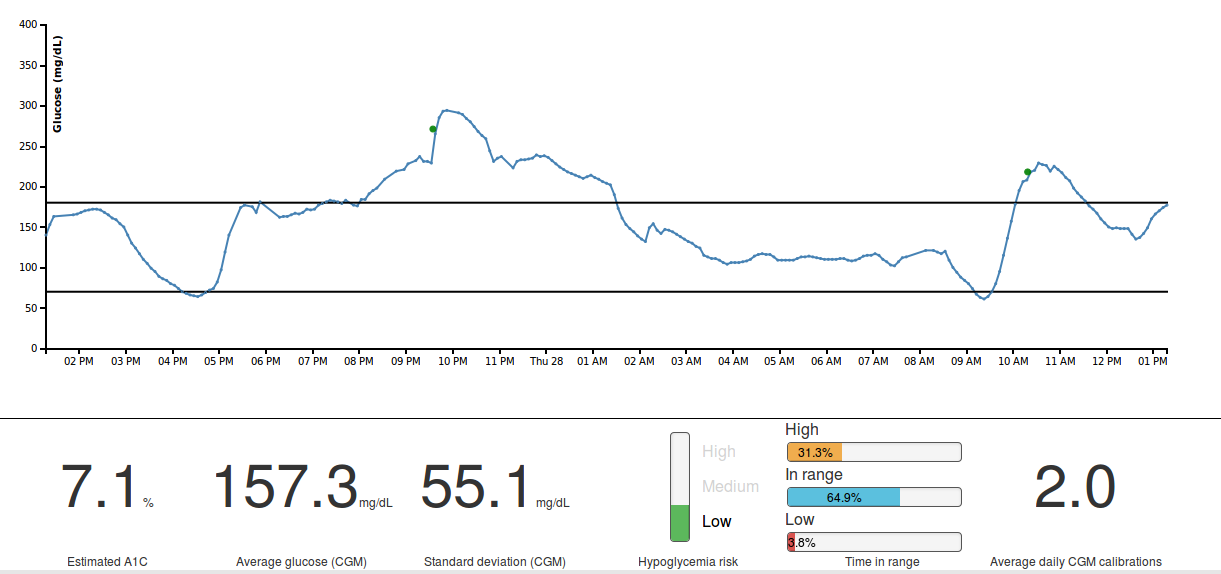 400
350
300
250
200
150
100
50
0
Glucose (mg/dL)
02 PM 03 PM 04 PM 05 PM 06 PM 07 PM 08 PM 09 PM 10 PM 11 PM Thu 28 01 AM 02 AM 03 AM 04 AM 05 AM 06 AM 07 AM 08 AM 09 AM 10 AM 11 AM 12 PM 01 PM
7.1 %
Estimated A1C
157.3 mg/dL
Average glucose (CGM)
55.1 mg/dL
Standard deviation (CGM)
High
Medium
Low
Hypoglycemia risk
High
31.3%
In range
64.9%
Low
3.8%
Time in range
2.0
Average daily CGM calibrations